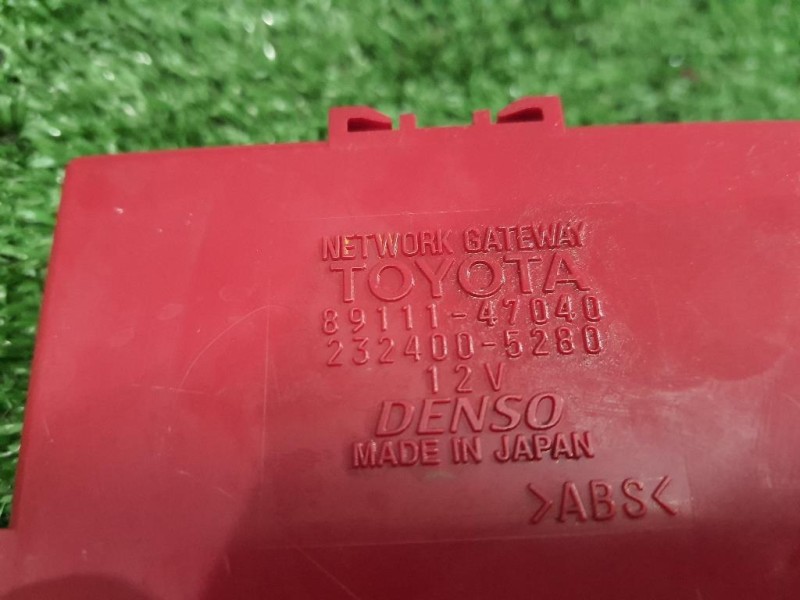 NETWORK GATEWAY
TOYOTA
89111-47040
232400-5280
12V
DENSO
MADE IN JAPAN
>ABS<